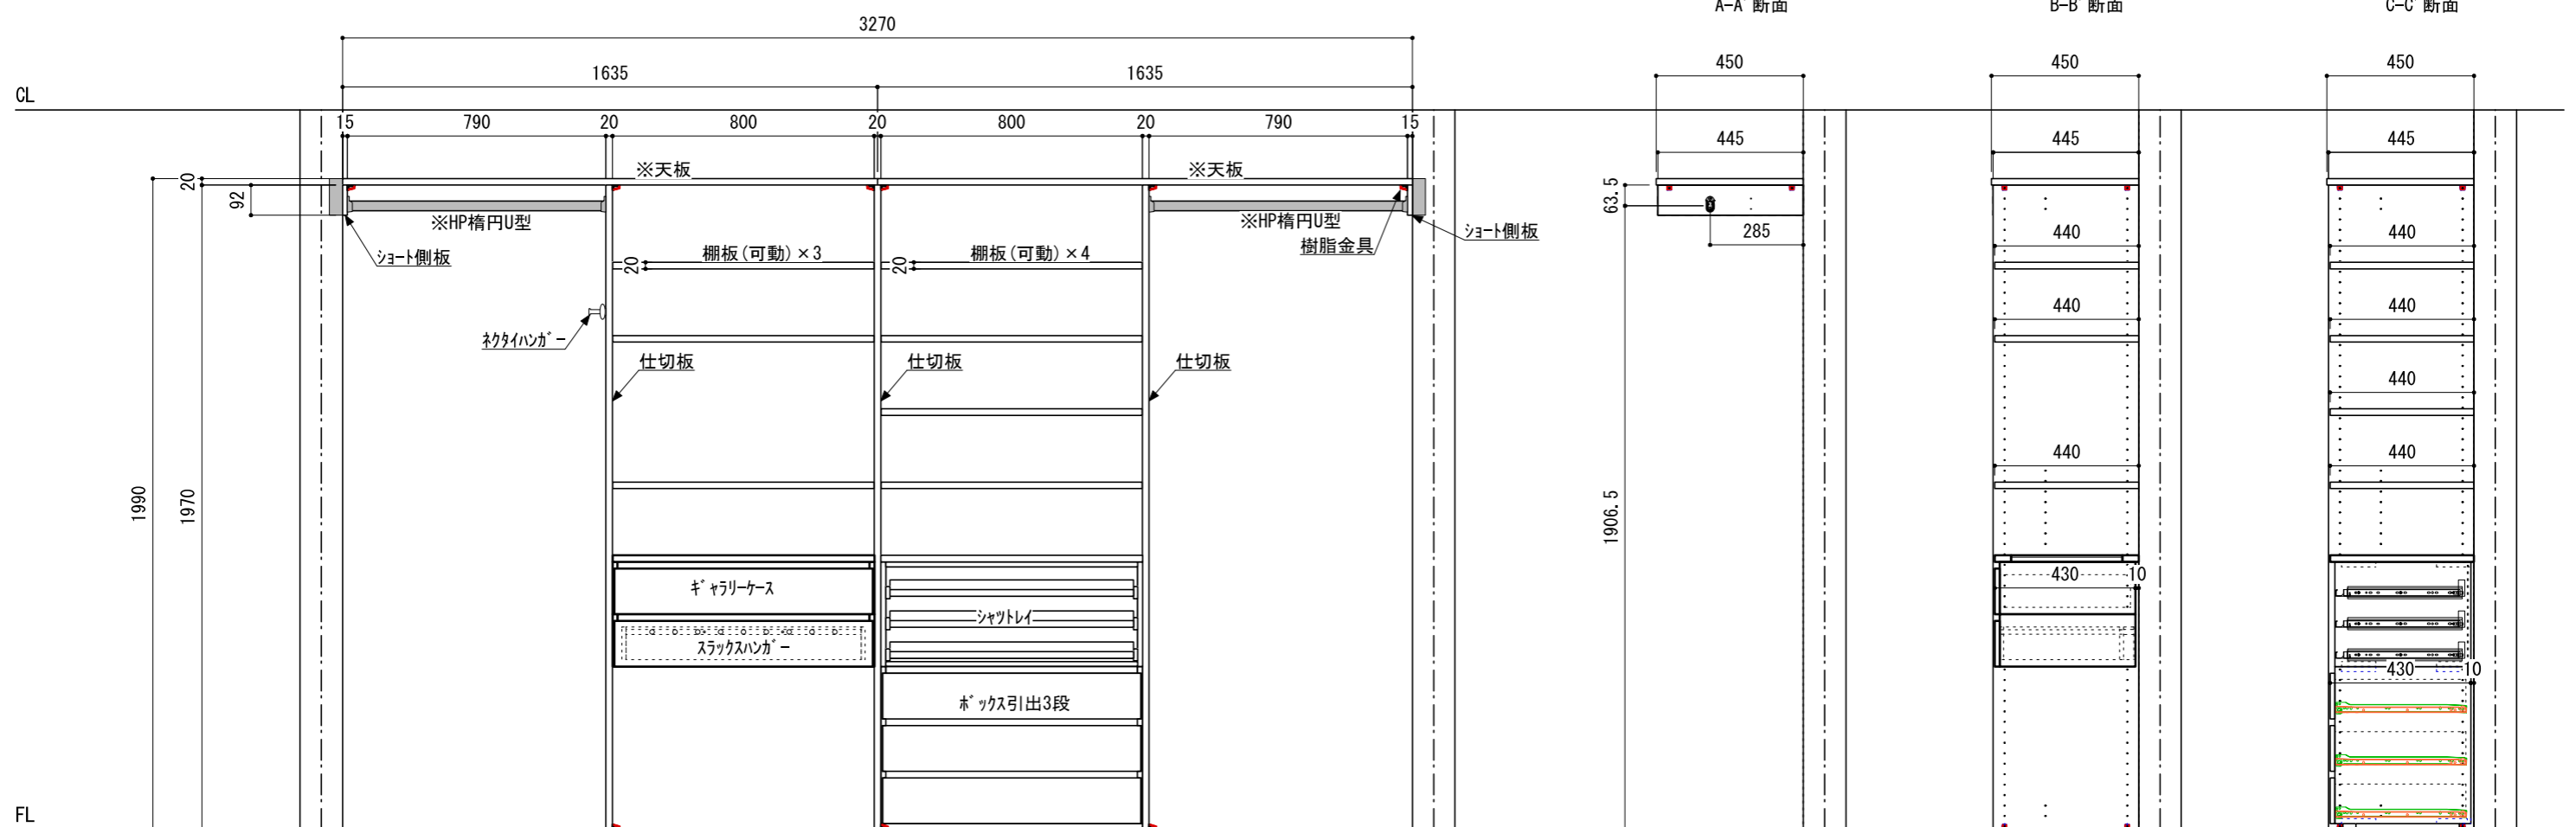 A-A' 断面
B-B' 断面
C-C' 断面
3270
1635
1635
450
450
450
CL
15
790
20
800
20
800
20
790
15
445
445
445
※天板
※天板
20
92
63.5
※HP楕円U型
※HP楕円U型
ショート側板
樹脂金具
ショート側板
285
440
440
棚板(可動)×3
棚板(可動)×4
20
20
ネクタイハンガー
440
440
仕切板
仕切板
仕切板
440
440
440
1990
1970
1906.5
ギャラリーケース
430
10
シャツトレイ
スラックスハンガー
430
10
ボックス引出3段
FL